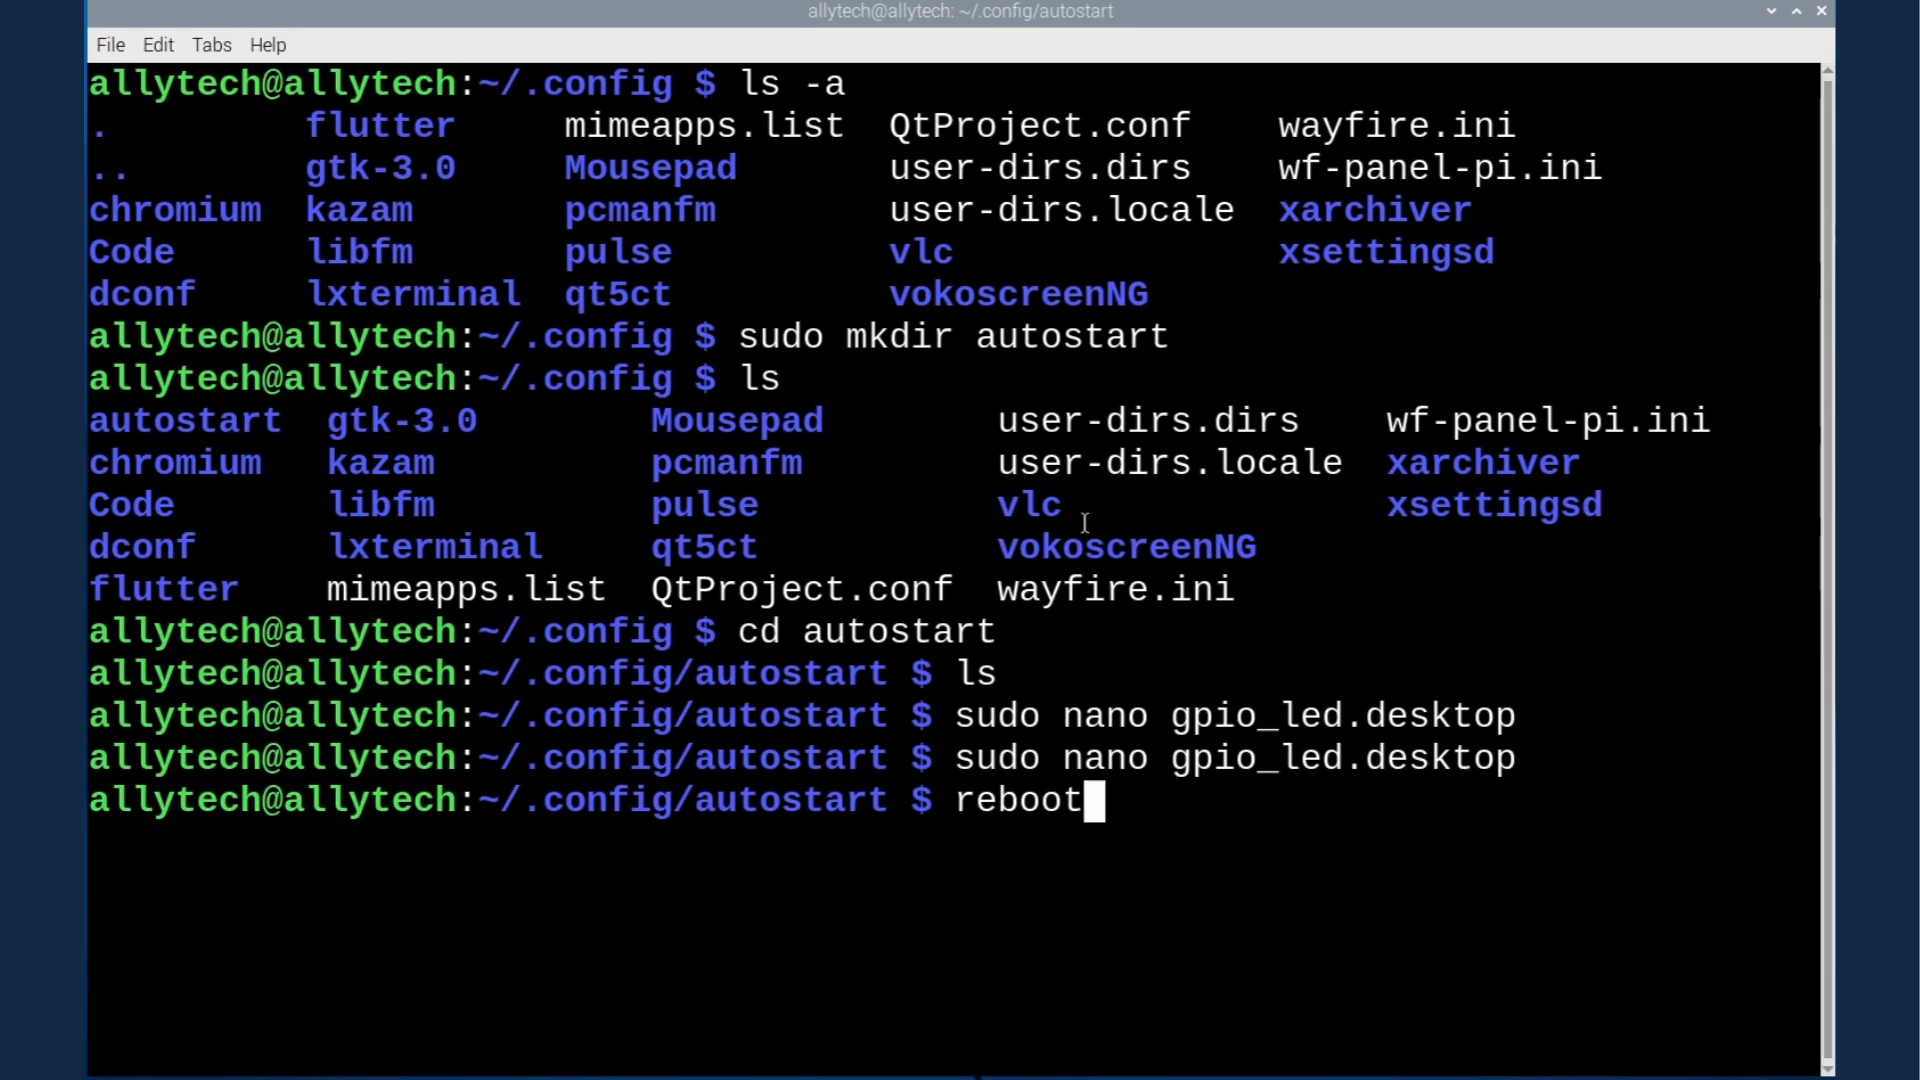 allytech@allytech: ~/.config/autostart
File Edit Tabs Help
allytech@allytech:~/.config $ ls -a
. flutter mimeapps.list QtProject.conf wayfire.ini
.. gtk-3.0 Mousepad user-dirs.dirs wf-panel-pi.ini
chromium kazam pcmanfm user-dirs.locale xarchiver
Code libfm pulse vlc xsettingsd
dconf lxterminal qt5ct vokoscreenNG
allytech@allytech:~/.config $ sudo mkdir autostart
allytech@allytech:~/.config $ ls
autostart gtk-3.0 Mousepad user-dirs.dirs wf-panel-pi.ini
chromium kazam pcmanfm user-dirs.locale xarchiver
Code libfm pulse vlc xsettingsd
dconf lxterminal qt5ct vokoscreenNG
flutter mimeapps.list QtProject.conf wayfire.ini
allytech@allytech:~/.config $ cd autostart
allytech@allytech:~/.config/autostart $ ls
allytech@allytech:~/.config/autostart $ sudo nano gpio_led.desktop
allytech@allytech:~/.config/autostart $ sudo nano gpio_led.desktop
allytech@allytech:~/.config/autostart $ reboot